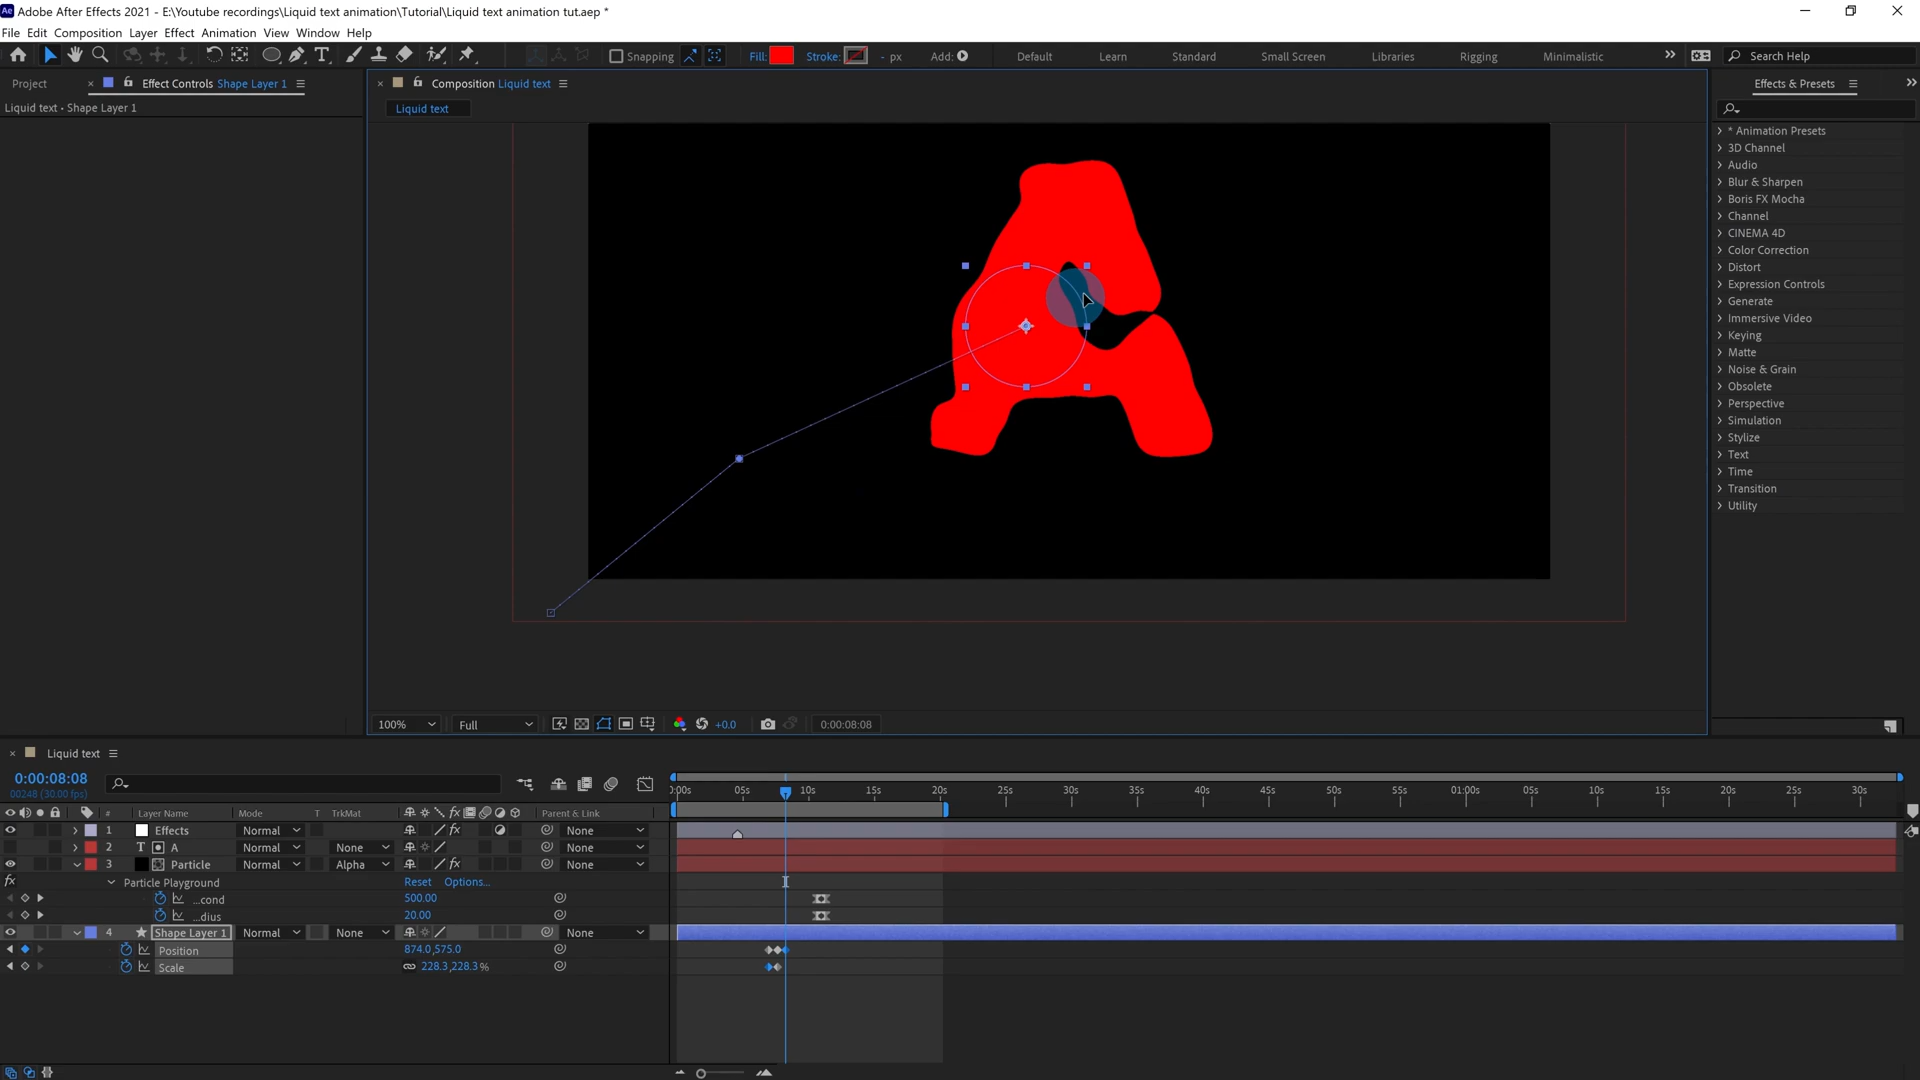 Adobe After Effects 2021 - E:\Youtube recordings\Liquid text animation\Tutorial\Liquid text animation tut.aep *
File Edit Composition Layer Effect Animation View Window Help
Snapping Fill: Stroke: - px Add: Default Learn Standard Small Screen Libraries Rigging Minimalistic Search Help
Project Effect Controls Shape Layer 1
Liquid text • Shape Layer 1
Composition Liquid text
Liquid text
Effects & Presets
* Animation Presets
3D Channel
Audio
Blur & Sharpen
Boris FX Mocha
Channel
CINEMA 4D
Color Correction
Distort
Expression Controls
Generate
Immersive Video
Keying
Matte
Noise & Grain
Obsolete
Perspective
Simulation
Stylize
Text
Time
Transition
Utility
A
100% Full +0.0 0:00:08:08
Liquid text
0:00:08:08
00248 (30.00 fps)
# Layer Name Mode T TrkMat Parent & Link
0:00s 05s 10s 15s 20s 25s 30s 35s 40s 45s 50s 55s 01:00s 05s 10s 15s 20s 25s 30s
1 Effects Normal None
2 T A Normal None None
3 Particle Normal Alpha None
Particle Playground Reset Options...
...cond 500.00
...dius 20.00
4 Shape Layer 1 Normal None None
Position 874.0,575.0
Scale 228.3,228.3%